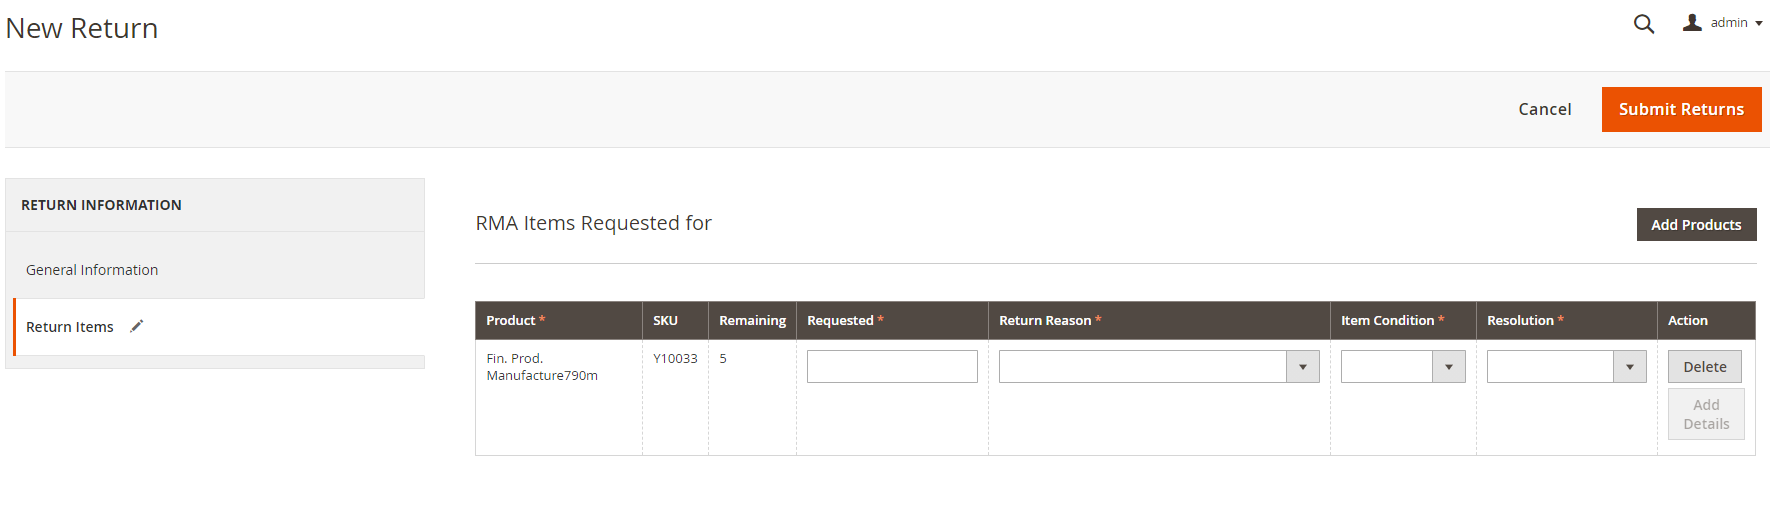 New Return
admin
Cancel
Submit Returns
RETURN INFORMATION
General Information
Return Items
RMA Items Requested for
Add Products
Product * SKU Remaining Requested * Return Reason * Item Condition * Resolution * Action
Fin. Prod. Y10033 5
Manufacture790m
Delete
Add
Details